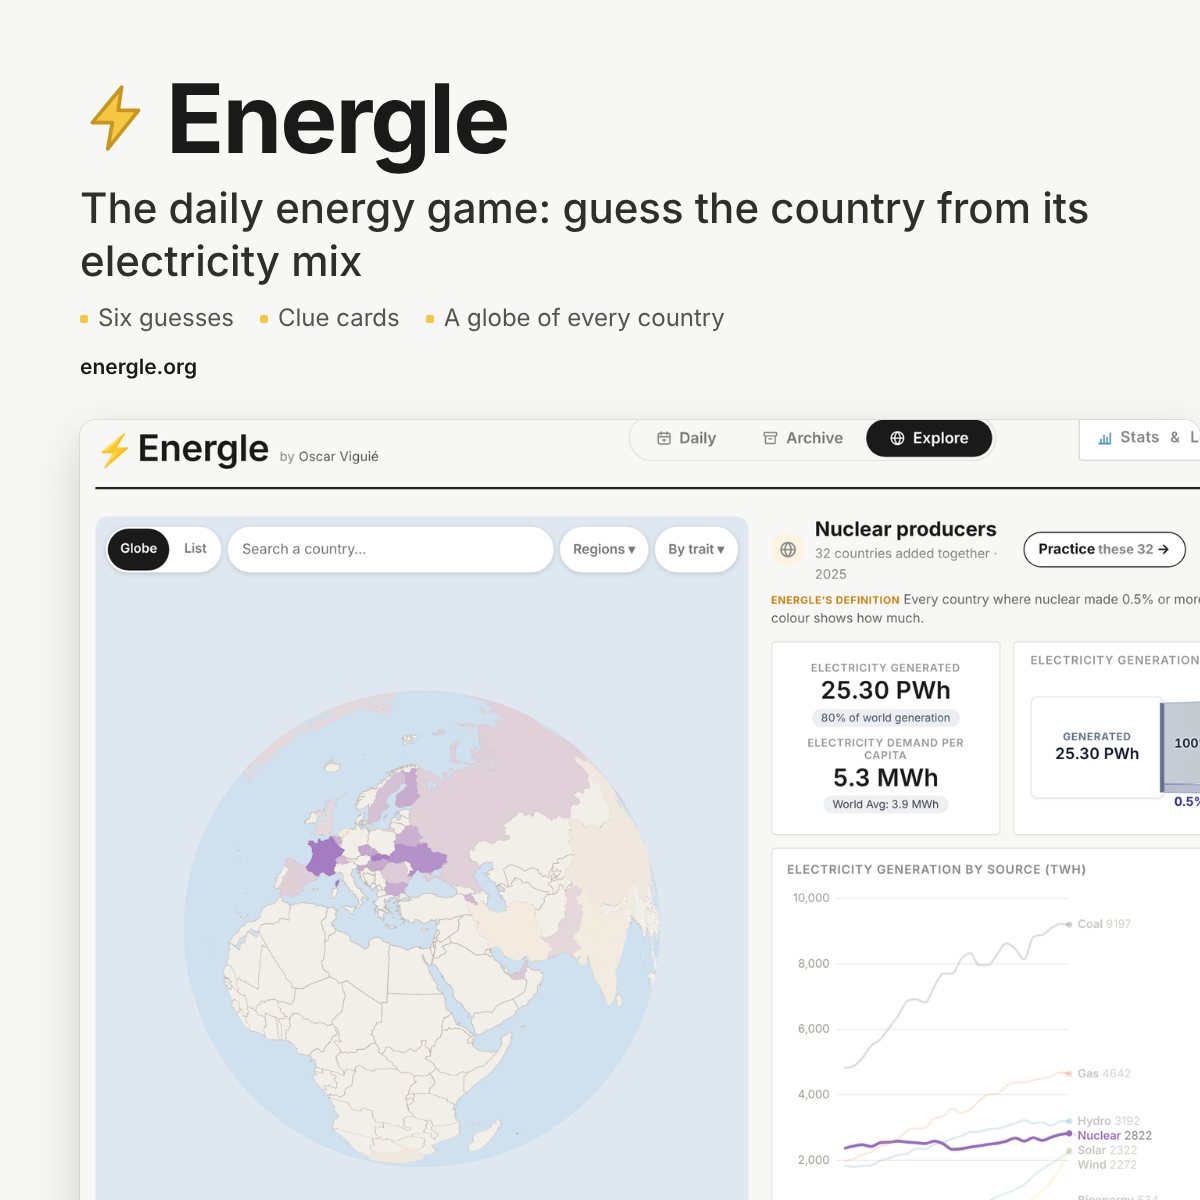 Energle
The daily energy game: guess the country from its
electricity mix
Six guesses
Clue cards
A globe of every country
energle.org
Energle by Oscar Viguié
Daily
Archive
Explore
Stats &
Globe
List
Search a country...
Regions ▾
By trait ▾
Nuclear producers
32 countries added together ·
2025
Practice these 32 →
ENERGLE'S DEFINITION Every country where nuclear made 0.5% or more
colour shows how much.
ELECTRICITY GENERATED
25.30 PWh
80% of world generation
ELECTRICITY DEMAND PER
CAPITA
5.3 MWh
World Avg: 3.9 MWh
ELECTRICITY GENERATION
GENERATED
25.30 PWh
100
0.5%
ELECTRICITY GENERATION BY SOURCE (TWH)
10,000
8,000
6,000
4,000
2,000
Coal 9197
Gas 4642
Hydro 3192
Nuclear 2822
Solar 2322
Wind 2272